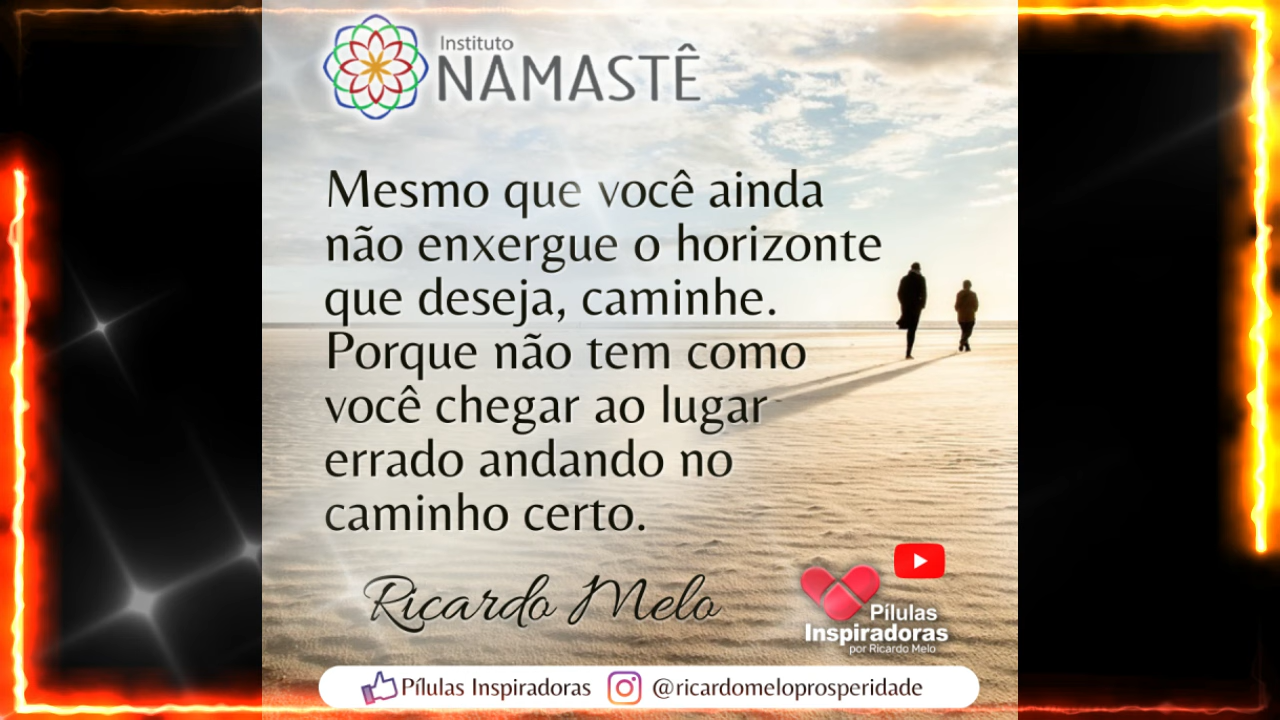 Instituto
NAMASTÊ
Mesmo que você ainda
não enxergue o horizonte
que deseja, caminhe.
Porque não tem como
você chegar ao lugar
errado andando no
caminho certo.
Ricardo Melo
Pílulas
Inspiradoras
por Ricardo Melo
Pílulas Inspiradoras @ricardomeloprosperidade